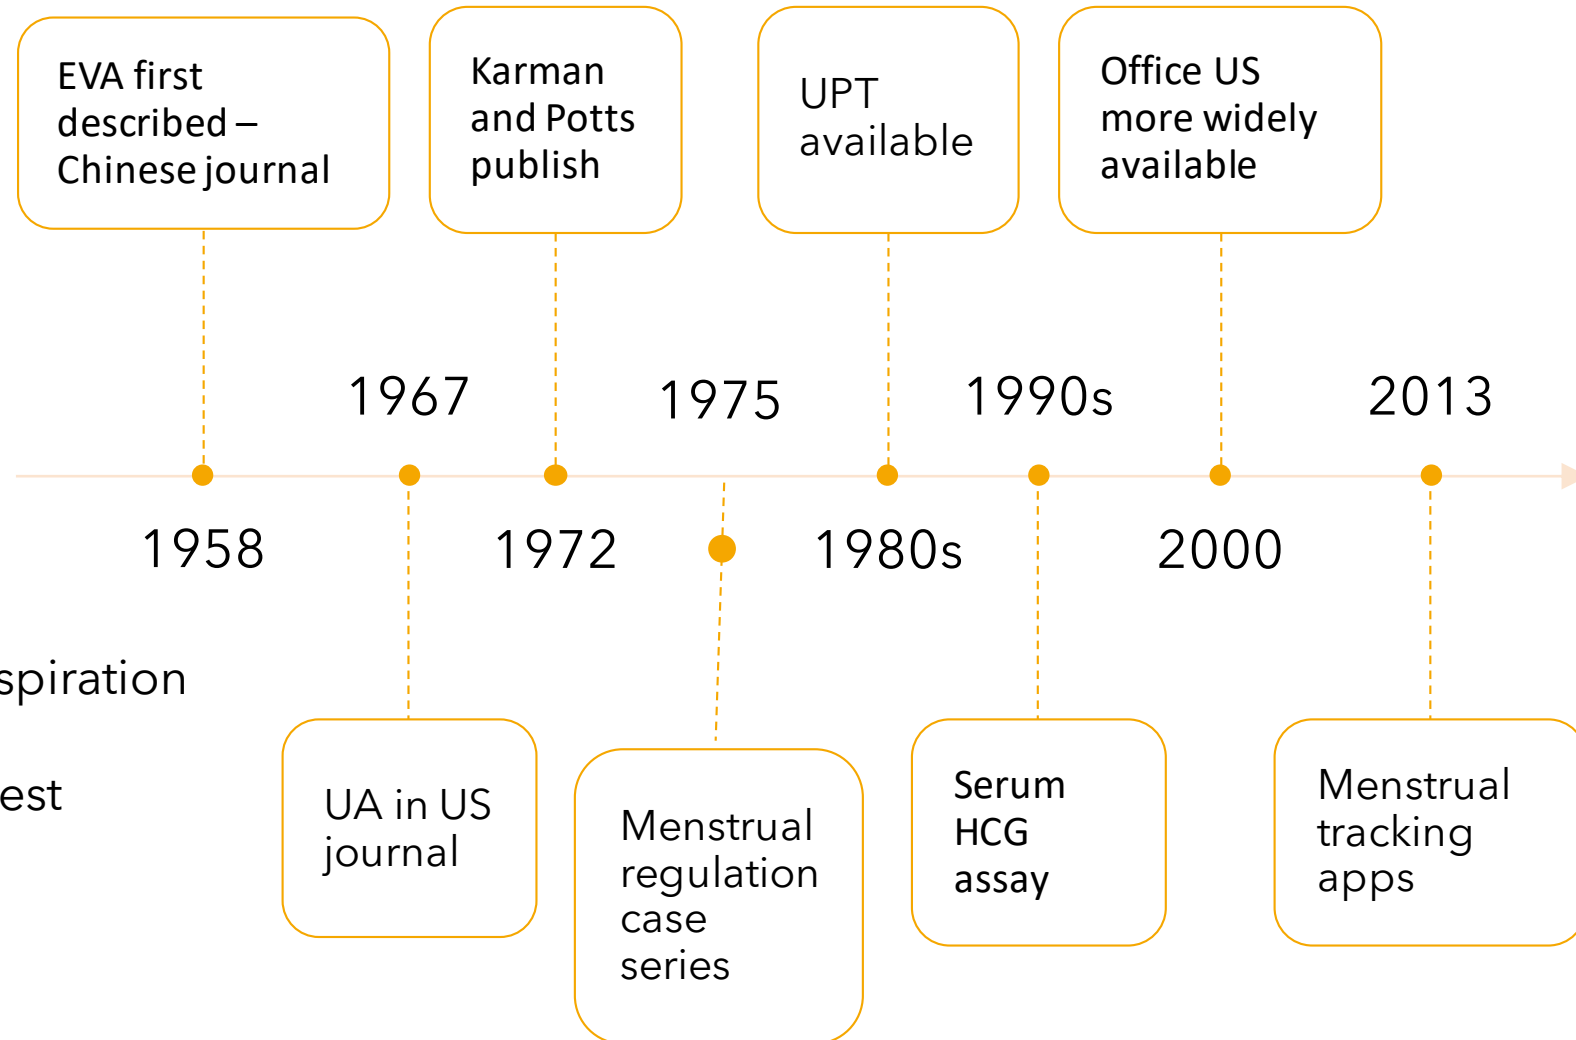 EVA first
described –
Chinese journal
Karman
and Potts
publish
UPT
available
Office US
more widely
available
1967
1975
1990s
2013
1958
1972
1980s
2000
spiration
est
UA in US
journal
Menstrual
regulation
case
series
Serum
HCG
assay
Menstrual
tracking
apps